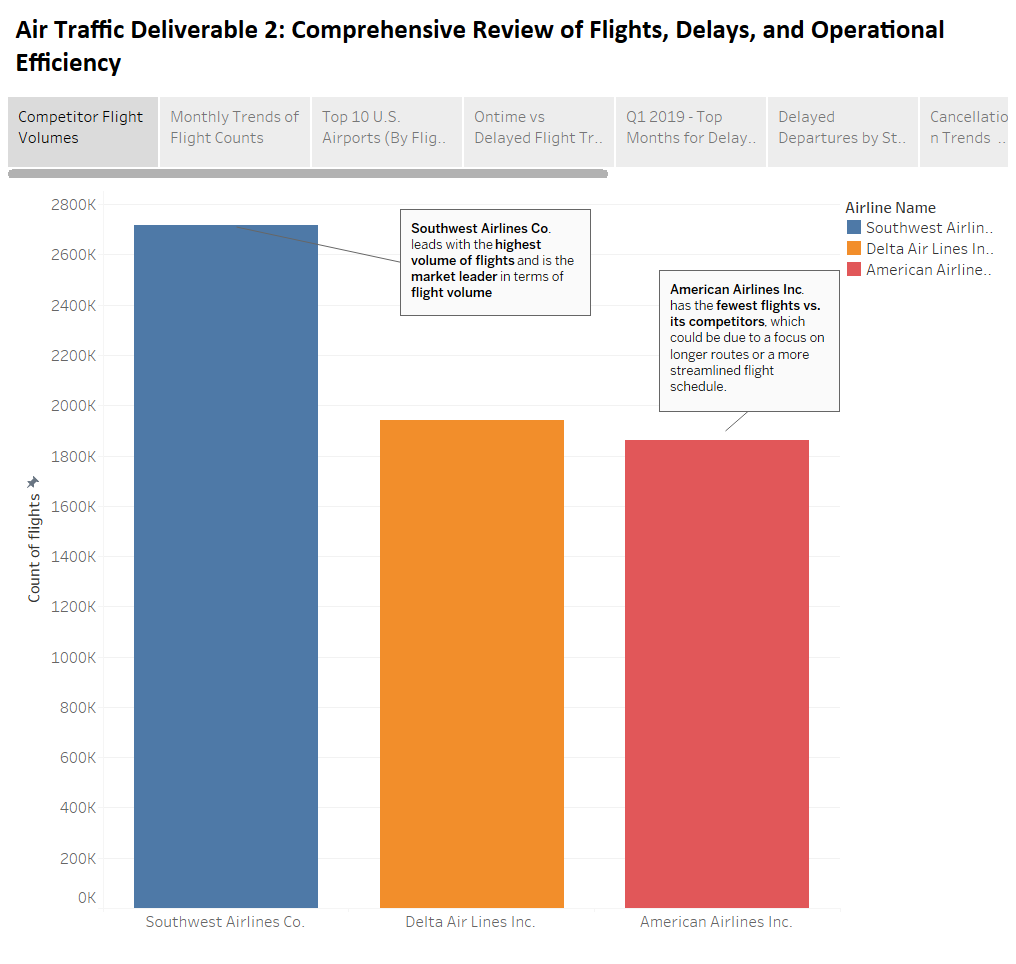 Air Traffic Deliverable 2: Comprehensive Review of Flights, Delays, and Operational
Efficiency
Competitor Flight
Volumes
Monthly Trends of
Flight Counts
Top 10 U.S.
Airports (By Flig..
Ontime vs
Delayed Flight Tr..
Q1 2019 - Top
Months for Delay..
Delayed
Departures by St..
Cancellatio
n Trends ..
2800K
2600K
2400K
2200K
2000K
1800K
1600K
1400K
1200K
1000K
800K
600K
400K
200K
0K
Count of flights
Southwest Airlines Co.
leads with the highest
volume of flights and is the
market leader in terms of
flight volume
American Airlines Inc.
has the fewest flights vs.
its competitors, which
could be due to a focus on
longer routes or a more
streamlined flight
schedule.
Airline Name
Southwest Airlin..
Delta Air Lines In..
American Airline..
Southwest Airlines Co.
Delta Air Lines Inc.
American Airlines Inc.